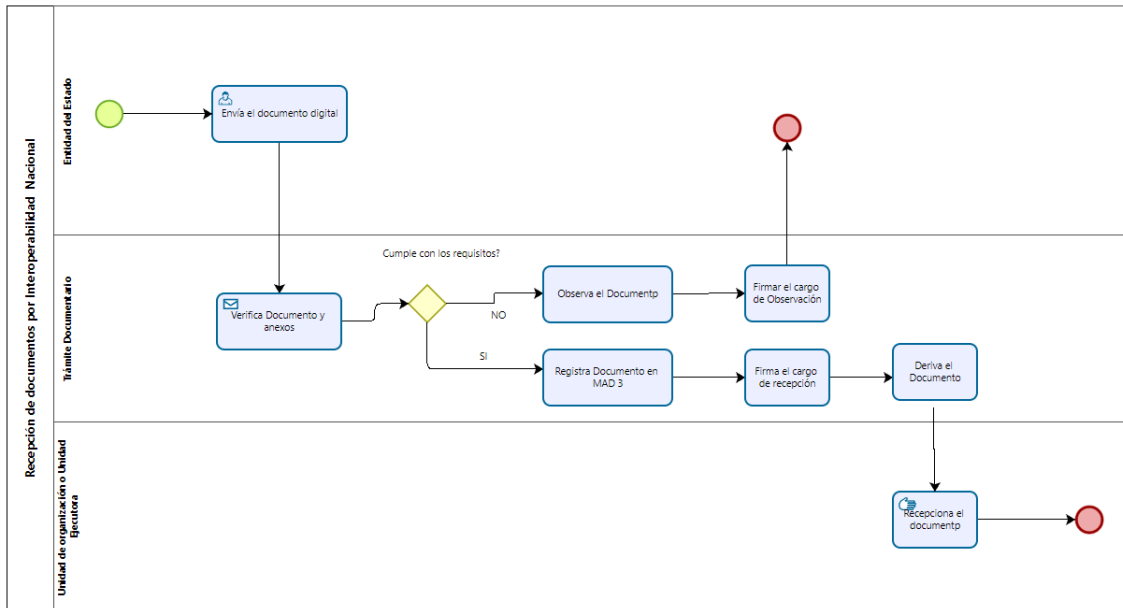 Recepción de documentos por Interoperabilidad Nacional
Entidad del Estado
Envía el documento digital
Trámite Documentario
Cumple con los requisitos?
Verifica Documento y
anexos
NO
Observa el Documentp
Firmar el cargo
de Observación
SI
Registra Documento en
MAD 3
Firma el cargo
de recepción
Deriva el
Documento
Unidad de organización o Unidad
Ejecutora
Recepciona el
documentp